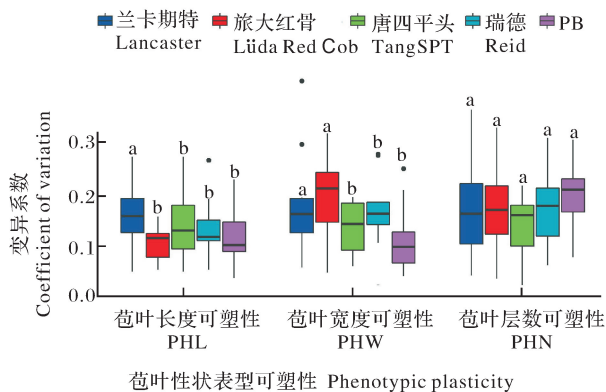 兰卡期特 旅大红骨 唐四平头 瑞德 PB
Lancaster Lüda Red Cob TangSPT Reid
变异系数
Coefficient of variation
0.3
0.2
0.1
0.0
a b b b b
a a b b b
a a a a a
苞叶长度可塑性 苞叶宽度可塑性 苞叶层数可塑性
PHL PHW PHN
苞叶性状表型可塑性 Phenotypic plasticity